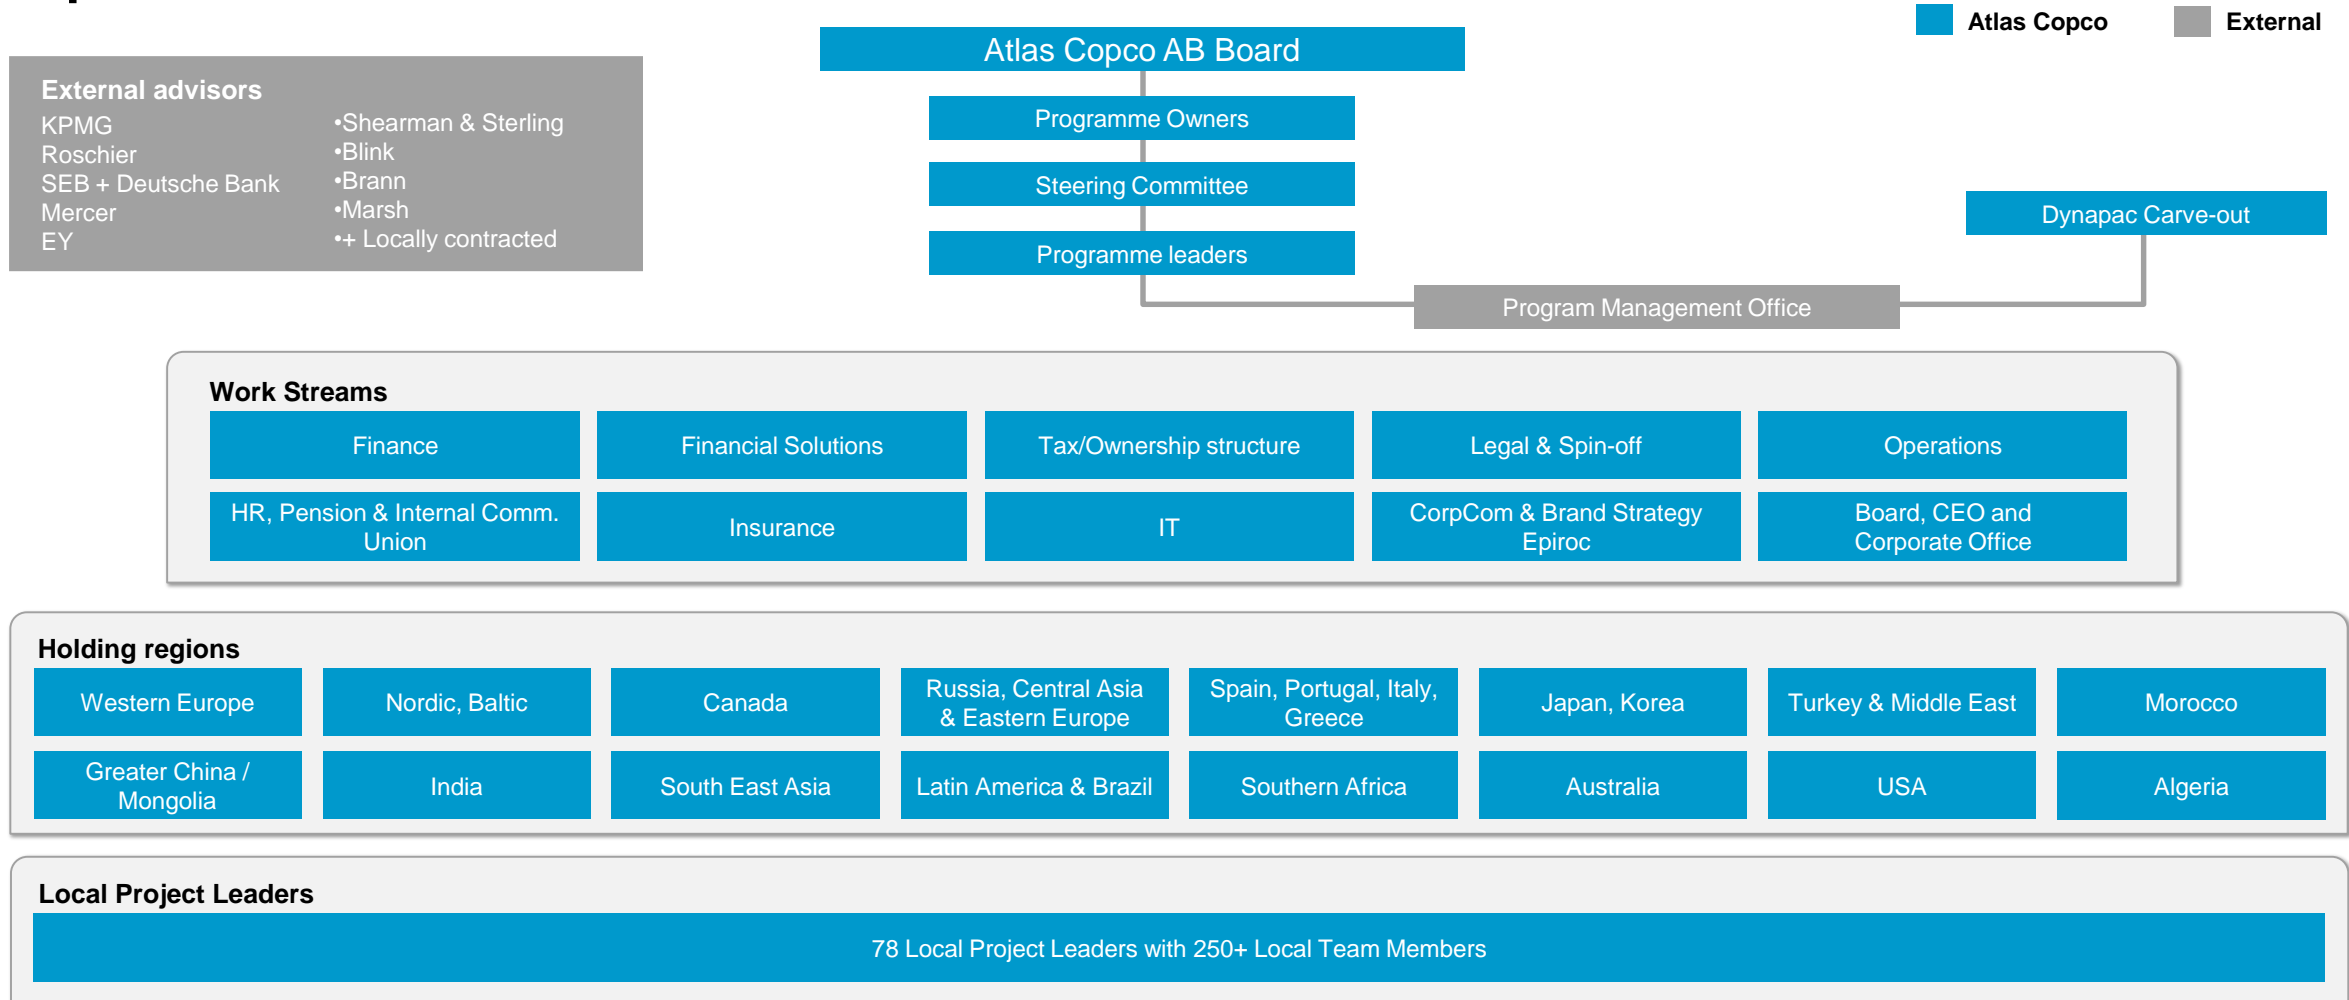 Atlas Copco
External
Atlas Copco AB Board
External advisors
KPMG
Roschier
SEB + Deutsche Bank
Mercer
EY
•Shearman & Sterling
•Blink
•Brann
•Marsh
•+ Locally contracted
Programme Owners
Steering Committee
Programme leaders
Dynapac Carve-out
Program Management Office
Work Streams
Finance
Financial Solutions
Tax/Ownership structure
Legal & Spin-off
Operations
HR, Pension & Internal Comm.
Union
Insurance
IT
CorpCom & Brand Strategy
Epiroc
Board, CEO and
Corporate Office
Holding regions
Western Europe
Nordic, Baltic
Canada
Russia, Central Asia
& Eastern Europe
Spain, Portugal, Italy,
Greece
Japan, Korea
Turkey & Middle East
Morocco
Greater China /
Mongolia
India
South East Asia
Latin America & Brazil
Southern Africa
Australia
USA
Algeria
Local Project Leaders
78 Local Project Leaders with 250+ Local Team Members